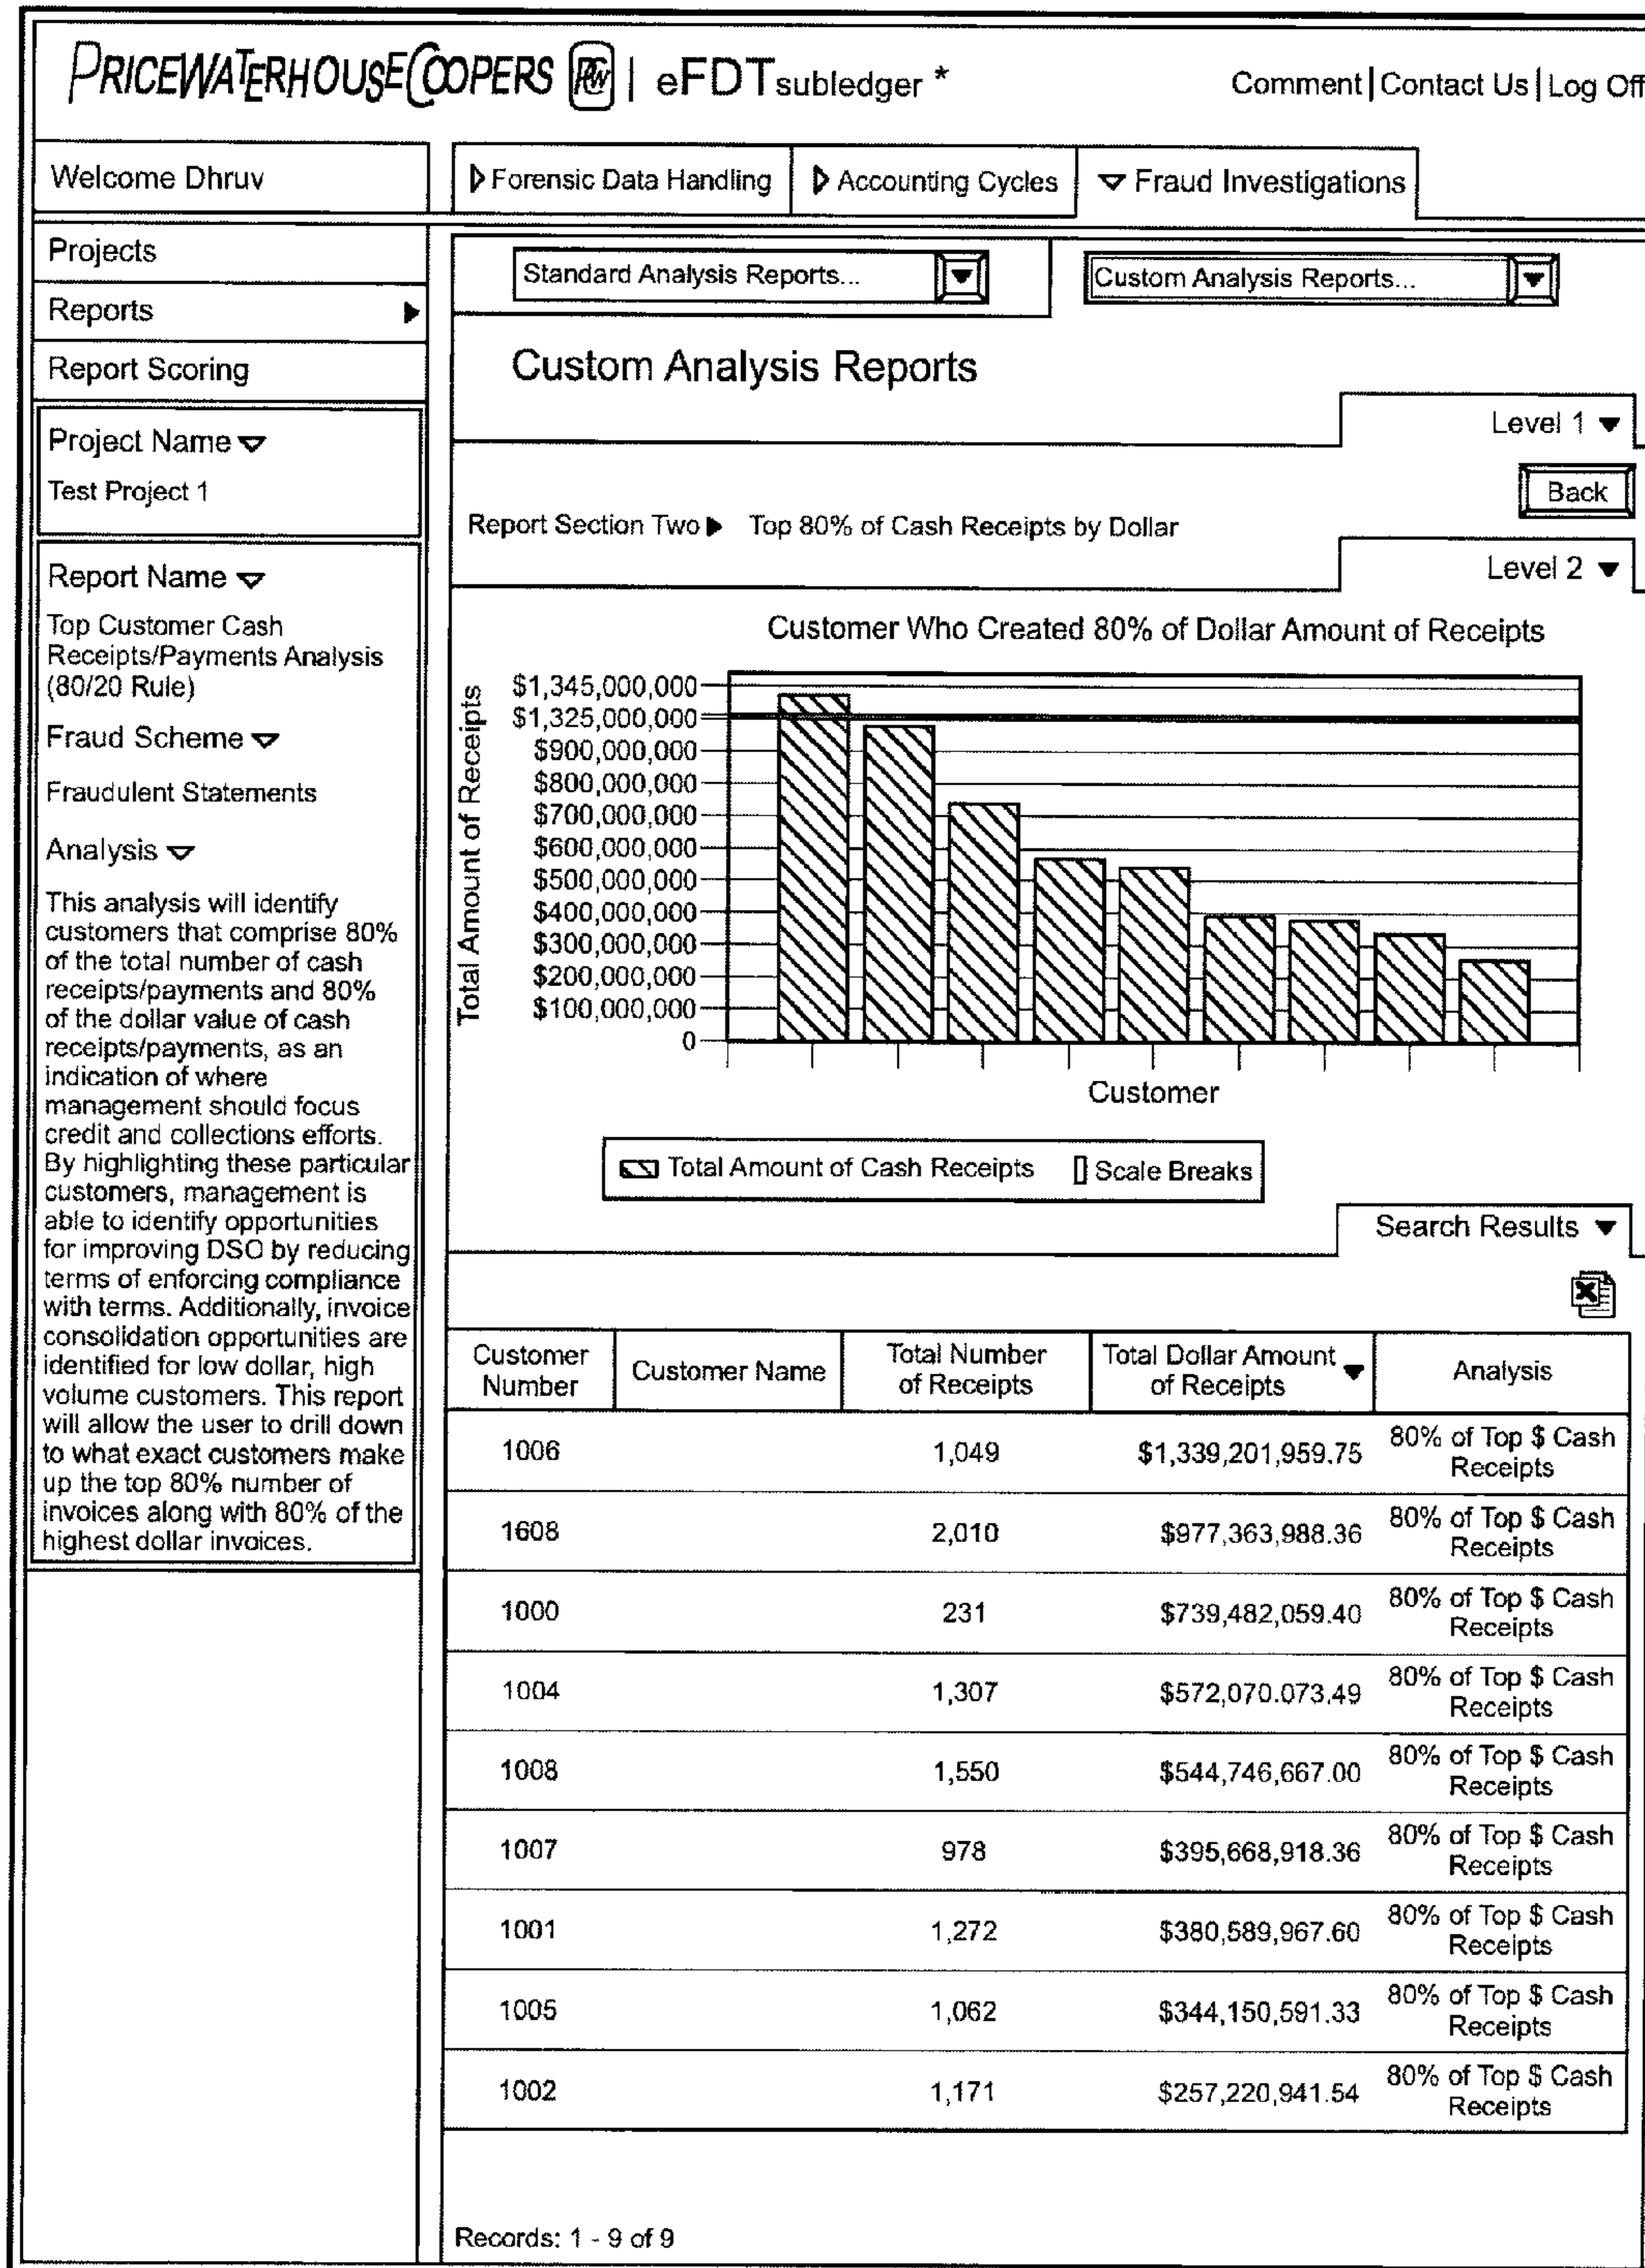 PRICEWATERHOUSECOOPERS PwC | eFDT subledger *
Comment | Contact Us | Log Off
Welcome Dhruv
Forensic Data Handling
Accounting Cycles
Fraud Investigations
Projects
Reports
Report Scoring
Project Name
Test Project 1
Report Name
Top Customer Cash
Receipts/Payments Analysis
(80/20 Rule)
Fraud Scheme
Fraudulent Statements
Analysis
This analysis will identify
customers that comprise 80%
of the total number of cash
receipts/payments and 80%
of the dollar value of cash
receipts/payments, as an
indication of where
management should focus
credit and collections efforts.
By highlighting these particular
customers, management is
able to identify opportunities
for improving DSO by reducing
terms of enforcing compliance
with terms. Additionally, invoice
consolidation opportunities are
identified for low dollar, high
volume customers. This report
will allow the user to drill down
to what exact customers make
up the top 80% number of
invoices along with 80% of the
highest dollar invoices.
Standard Analysis Reports...
Custom Analysis Reports...
Custom Analysis Reports
Level 1
Back
Report Section Two Top 80% of Cash Receipts by Dollar
Level 2
Customer Who Created 80% of Dollar Amount of Receipts
Total Amount of Receipts
$1,345,000,000
$1,325,000,000
$900,000,000
$800,000,000
$700,000,000
$600,000,000
$500,000,000
$400,000,000
$300,000,000
$200,000,000
$100,000,000
0
Customer
Total Amount of Cash Receipts
Scale Breaks
Search Results
Customer Number Customer Name Total Number of Receipts Total Dollar Amount of Receipts Analysis
1006 1,049 $1,339,201,959.75 80% of Top $ Cash Receipts
1608 2,010 $977,363,988.36 80% of Top $ Cash Receipts
1000 231 $739,482,059.40 80% of Top $ Cash Receipts
1004 1,307 $572,070.073.49 80% of Top $ Cash Receipts
1008 1,550 $544,746,667.00 80% of Top $ Cash Receipts
1007 978 $395,668,918.36 80% of Top $ Cash Receipts
1001 1,272 $380,589,967.60 80% of Top $ Cash Receipts
1005 1,062 $344,150,591.33 80% of Top $ Cash Receipts
1002 1,171 $257,220,941.54 80% of Top $ Cash Receipts
Records: 1 - 9 of 9